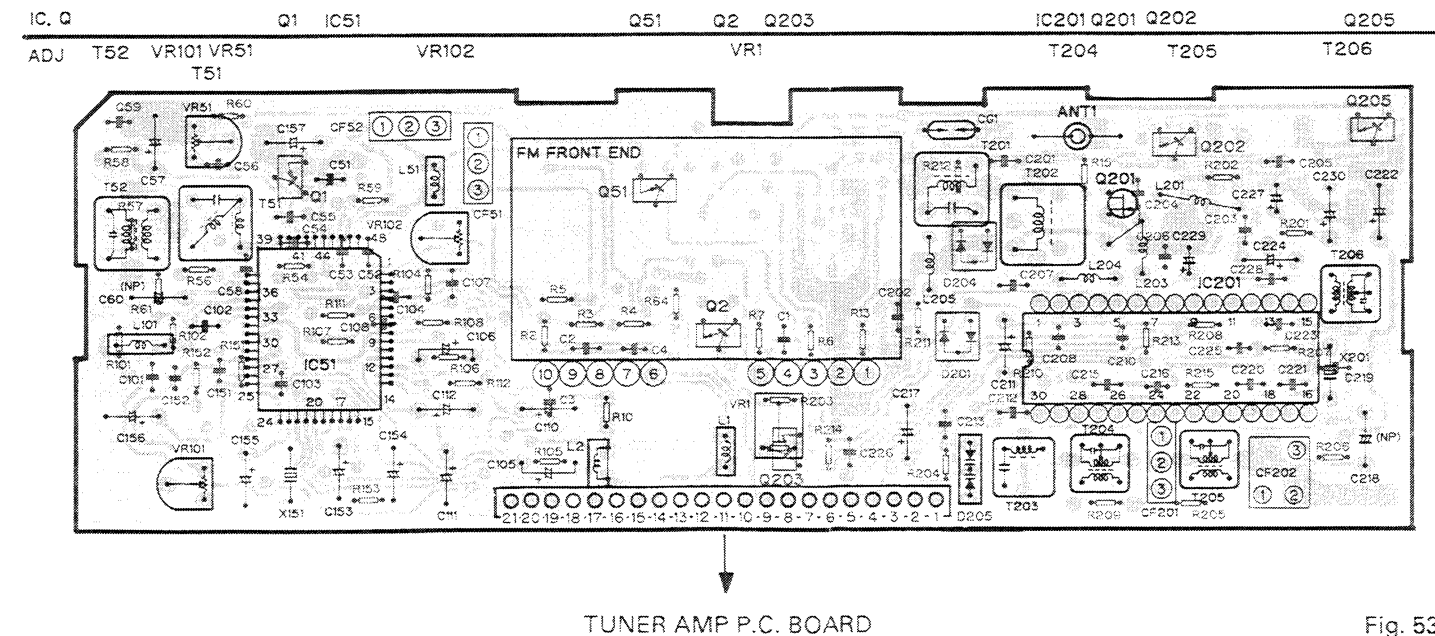 IC, Q Q1 IC51 Q51 Q2 Q203 IC201 Q201 Q202 Q205
ADJ T52 VR101 VR51 VR102 VR1 T204 T205 T206
T51
Q59 VR51 R60 C157 CF52 1 2 3 CG1 ANT1 Q205
FM FRONT END
R58 C57 C56 C51 Q1 L51 1 2 3 CF51
Q51 R212 T201 C201 T202 R15 Q202 R202 C205
T52 R57 T51 C55 C54 R59 VR102
Q201 L201 C204 C203 C227 C230 C222
39 41 44 48
R56 R54 C53 C52 R104 C107
D204 C207 L204 C206 C229 L203 R201 C224 C228 T206
(NP) C60 R61 C58 36 3 C104
R5 R64 C202 L205 IC201
L101 C102 R102 33 R111 6 R108
R2 R3 R4 Q2 R7 C1 R6 R13 R211
1 3 5 7 9 11 13 15
R101 R152 R151 30 R107 C108 9 C106
C2 C4 D201 C208 C210 R213 R208 C225 C223 R207 X201
IC51 27 12 R106
C101 C152 C151 25 C103 R112
10 9 8 7 6 5 4 3 2 1
C211 R210 C215 C216 R215 C220 C221 C219
20 17 14 C112
C3 VR1 R203 C217 C212 30 28 26 24 22 20 18 16
24 15
C156 C155 C154 C110 R10 L1 R214 C213 T204 (NP)
VR101 L2 C105 R105 Q203 C226 R204 1 2 3 3 CF202 1 2 R206
X151 C153 R153 C111
21-20-19-18-17-16-15-14-13-12-11-10-9-8-7-6-5-4-3-2-1
D205 T203 R209 CF201 T205 R205 C218
TUNER AMP P.C. BOARD
Fig. 53